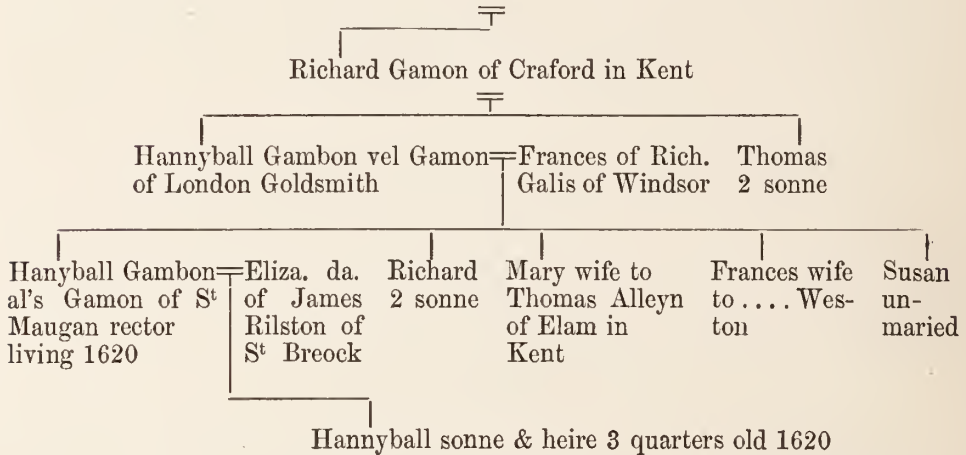 Richard Gamon of Craford in Kent
Hannyball Gambon vel Gamon
of London Goldsmith
Frances of Rich.
Galis of Windsor
Thomas
2 sonne
Hanyball Gambon
al's Gamon of Sᵗ
Maugan rector
living 1620
Eliza. da.
of James
Rilston of
Sᵗ Breock
Richard
2 sonne
Mary wife to
Thomas Alleyn
of Elam in
Kent
Frances wife
to .... Wes-
ton
Susan
un-
maried
Hannyball sonne & heire 3 quarters old 1620